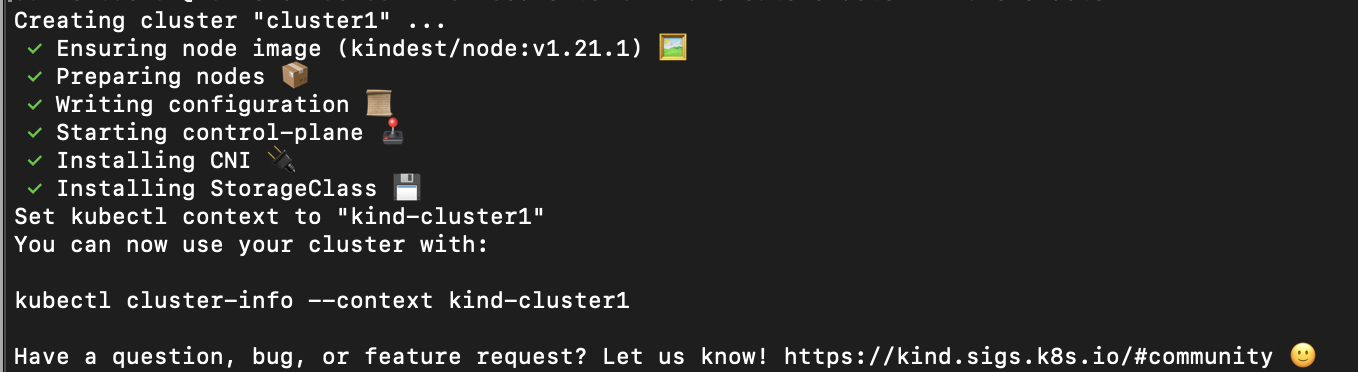 Creating cluster "cluster1" ...
✓ Ensuring node image (kindest/node:v1.21.1) 🖼
✓ Preparing nodes 📦
✓ Writing configuration 📜
✓ Starting control-plane 🕹️
✓ Installing CNI 🔌
✓ Installing StorageClass 💾
Set kubectl context to "kind-cluster1"
You can now use your cluster with:
kubectl cluster-info --context kind-cluster1
Have a question, bug, or feature request? Let us know! https://kind.sigs.k8s.io/#community 🙂